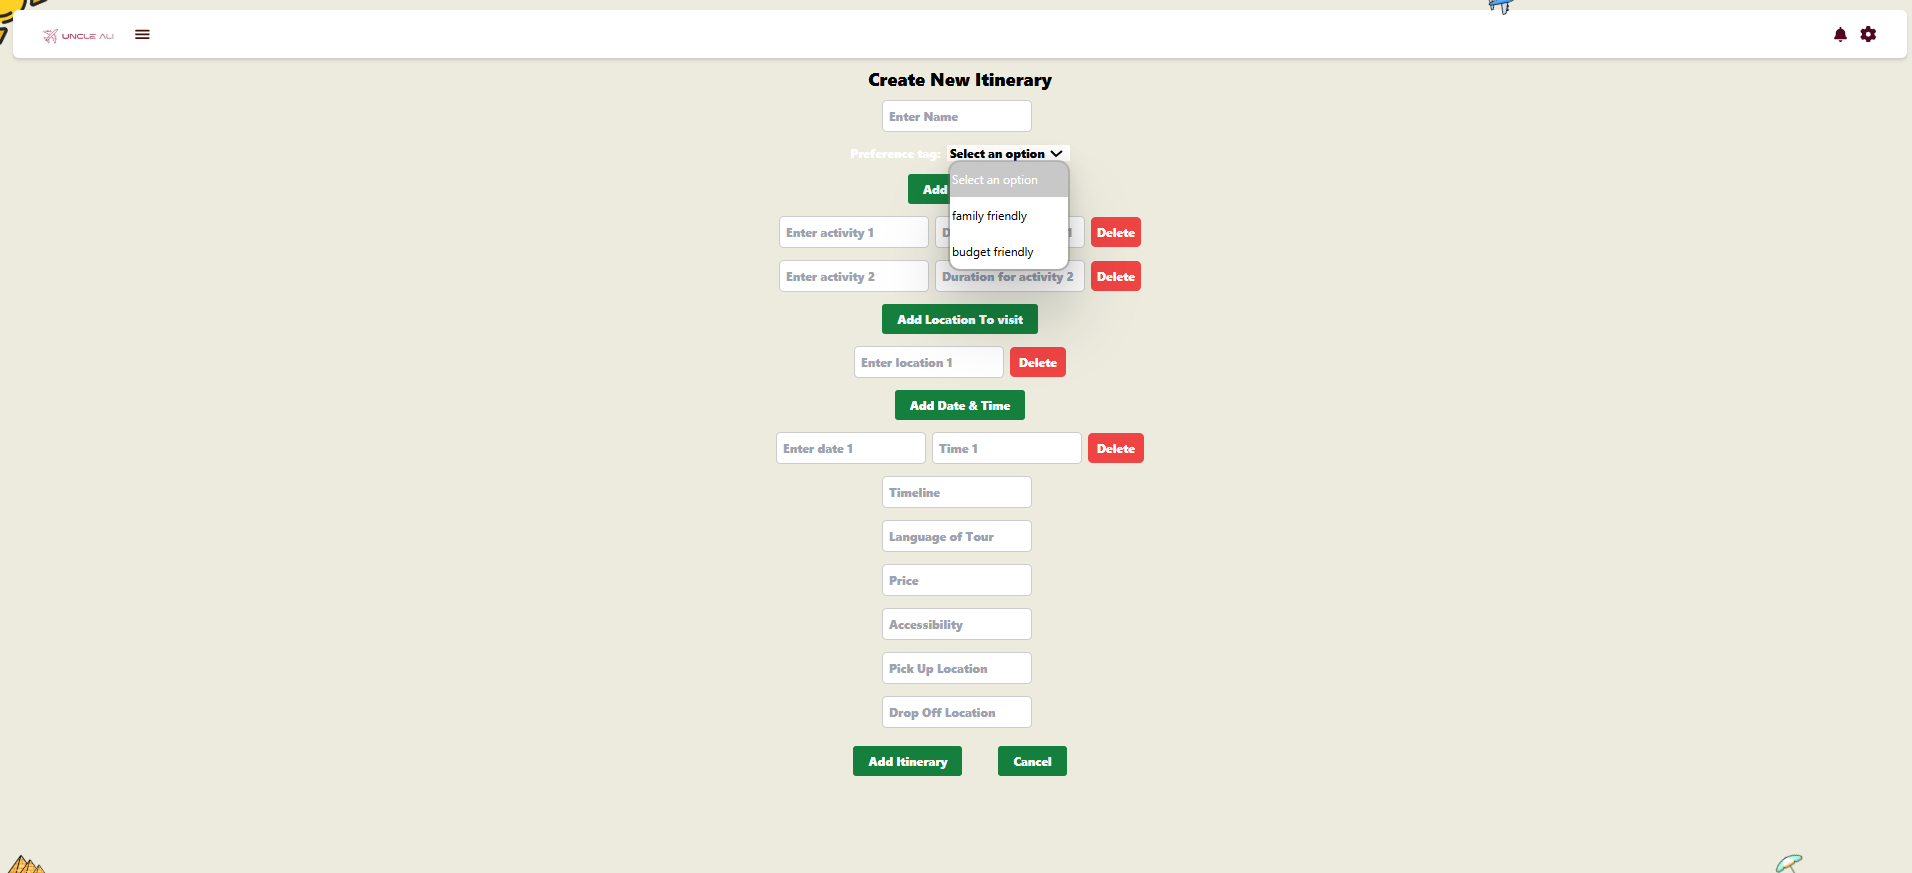 UNCLE ALI
Create New Itinerary
Enter Name
Preference tag: Select an option
Select an option
family friendly
budget friendly
Add
Enter activity 1 D 1 Delete
Enter activity 2 Duration for activity 2 Delete
Add Location To visit
Enter location 1 Delete
Add Date & Time
Enter date 1 Time 1 Delete
Timeline
Language of Tour
Price
Accessibility
Pick Up Location
Drop Off Location
Add Itinerary Cancel